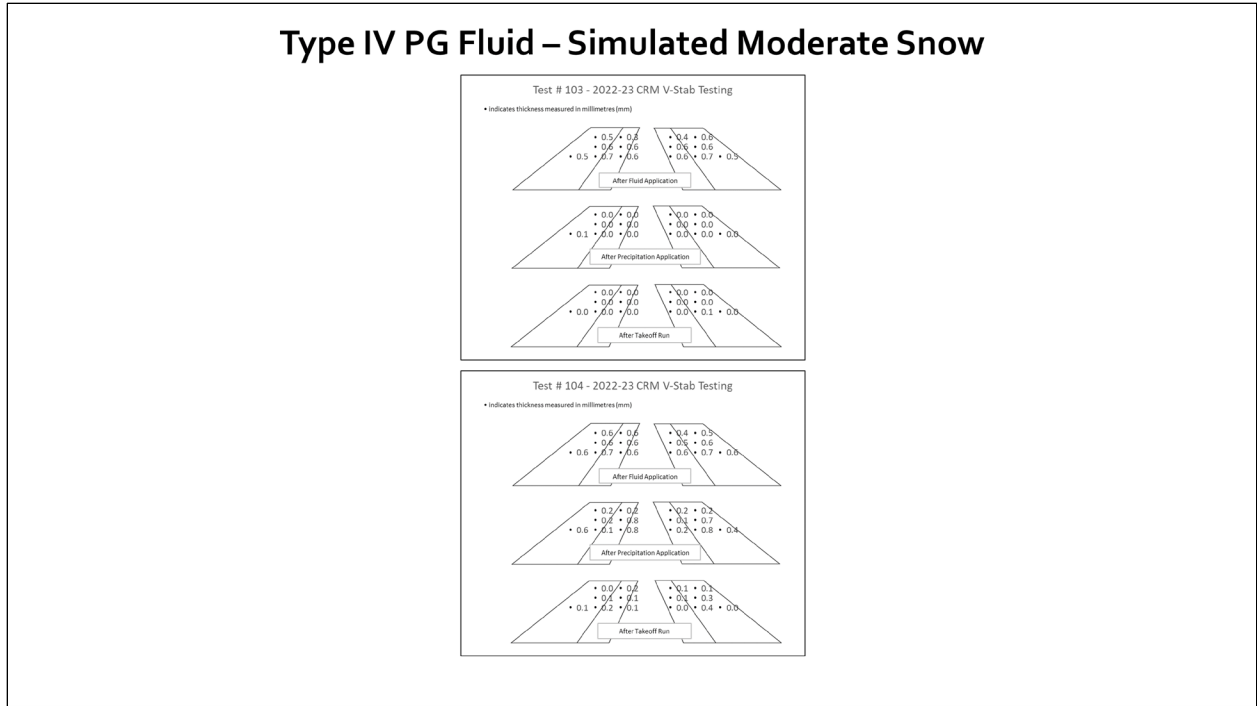 Type IV PG Fluid – Simulated Moderate Snow
Test # 103 - 2022-23 CRM V-Stab Testing
• Indicates thickness measured in millimetres (mm)
• 0.5 • 0.3 • 0.4 • 0.6
• 0.6 • 0.6 • 0.6 • 0.6
• 0.5 • 0.7 • 0.6 • 0.6 • 0.7 • 0.5
After Fluid Application
• 0.0 • 0.0 • 0.0 • 0.0
• 0.0 • 0.0 • 0.0 • 0.0
• 0.1 • 0.0 • 0.0 • 0.0 • 0.0 • 0.0
After Precipitation Application
• 0.0 • 0.0 • 0.0 • 0.0
• 0.0 • 0.0 • 0.0 • 0.0
• 0.0 • 0.0 • 0.0 • 0.0 • 0.1 • 0.0
After Takeoff Run
Test # 104 - 2022-23 CRM V-Stab Testing
• Indicates thickness measured in millimetres (mm)
• 0.6 • 0.6 • 0.4 • 0.5
• 0.6 • 0.6 • 0.5 • 0.6
• 0.6 • 0.7 • 0.6 • 0.6 • 0.7 • 0.6
After Fluid Application
• 0.2 • 0.2 • 0.2 • 0.2
• 0.2 • 0.8 • 0.1 • 0.7
• 0.6 • 0.1 • 0.8 • 0.2 • 0.8 • 0.4
After Precipitation Application
• 0.0 • 0.2 • 0.1 • 0.1
• 0.1 • 0.1 • 0.1 • 0.3
• 0.1 • 0.2 • 0.1 • 0.0 • 0.4 • 0.0
After Takeoff Run